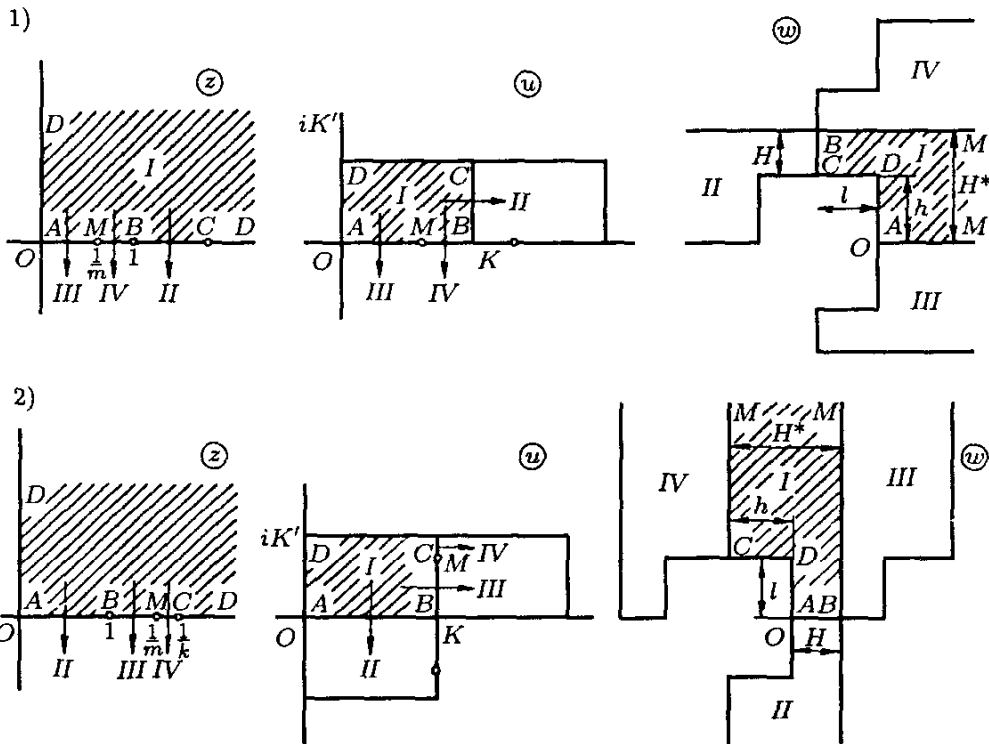 1)
z
D
I
A M B C D
O 1/m 1
III IV II
u
iK'
D C
I II
A M B
O K
III IV
w
IV
B I M
H C D H*
II l h
A M
O
III
2)
z
D
A B M C D
O 1 1/m 1/k
II III IV
u
iK'
D C IV
I M
III
A B
O K
II
w
M M
H*
IV I III
h
C D
l
A B
O H
II